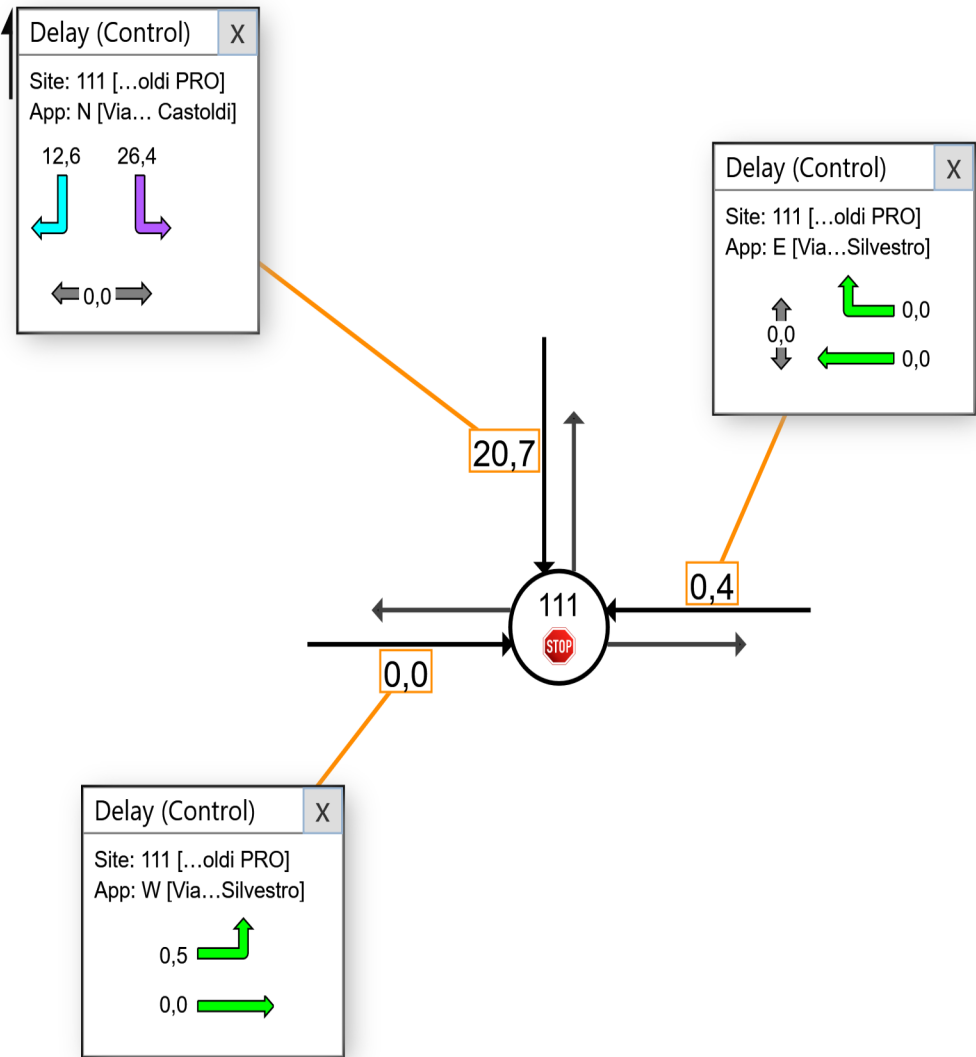 Delay (Control) X
Site: 111 [...oldi PRO]
App: N [Via... Castoldi]
12,6 26,4
0,0
Delay (Control) X
Site: 111 [...oldi PRO]
App: E [Via...Silvestro]
0,0
0,0
0,0
20,7
0,4
111
STOP
0,0
Delay (Control) X
Site: 111 [...oldi PRO]
App: W [Via...Silvestro]
0,5
0,0